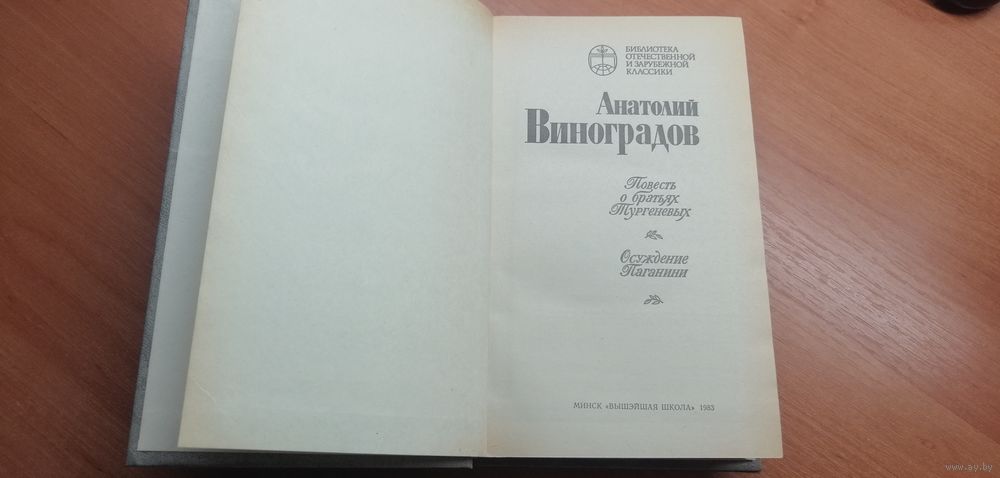 БИБЛИОТЕКА
ОТЕЧЕСТВЕННОЙ
И ЗАРУБЕЖНОЙ
КЛАССИКИ
Анатолий
Виноградов
Повесть
о братьях
Тургеневых
Осуждение
Паганини
МИНСК «ВЫШЭЙШАЯ ШКОЛА» 1983
www.ay.by